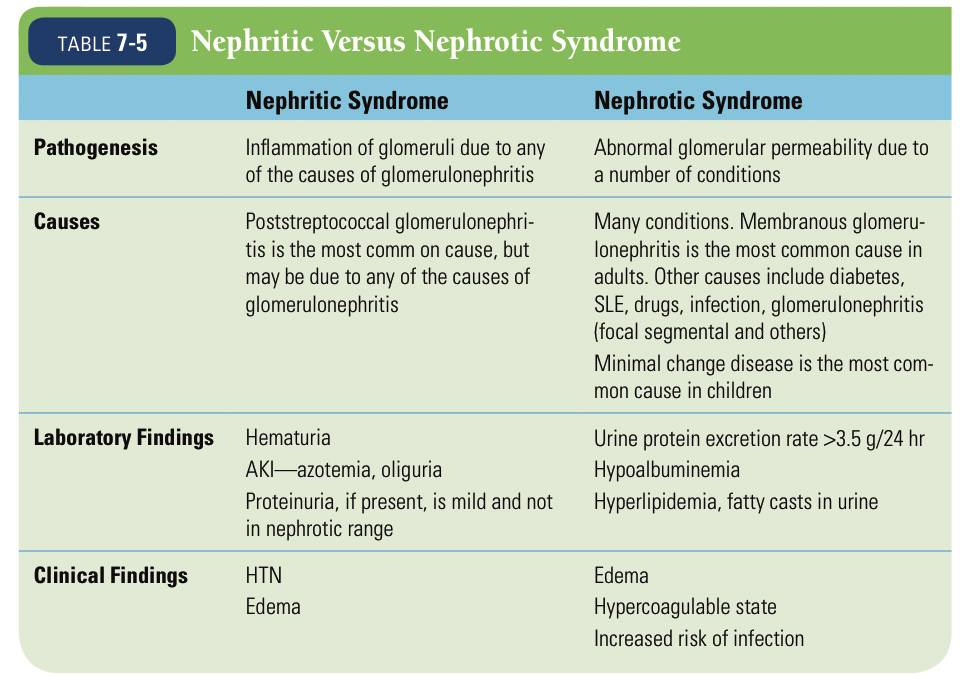 TABLE 7-5 Nephritic Versus Nephrotic Syndrome
Nephritic Syndrome Nephrotic Syndrome
Pathogenesis
Inflammation of glomeruli due to any
of the causes of glomerulonephritis
Abnormal glomerular permeability due to
a number of conditions
Causes
Poststreptococcal glomerulonephri-
tis is the most comm on cause, but
may be due to any of the causes of
glomerulonephritis
Many conditions. Membranous glomeru-
lonephritis is the most common cause in
adults. Other causes include diabetes,
SLE, drugs, infection, glomerulonephritis
(focal segmental and others)
Minimal change disease is the most com-
mon cause in children
Laboratory Findings
Hematuria
AKI—azotemia, oliguria
Proteinuria, if present, is mild and not
in nephrotic range
Urine protein excretion rate >3.5 g/24 hr
Hypoalbuminemia
Hyperlipidemia, fatty casts in urine
Clinical Findings
HTN
Edema
Edema
Hypercoagulable state
Increased risk of infection